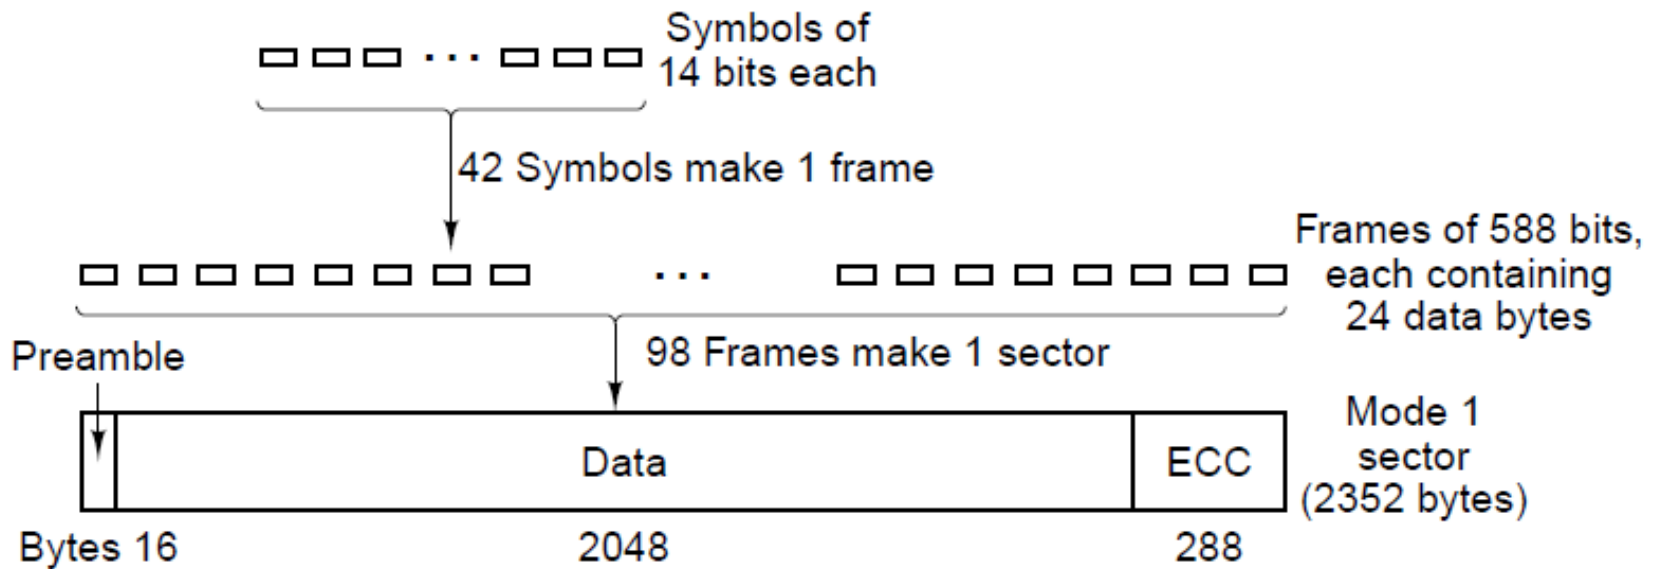 Symbols of
14 bits each
42 Symbols make 1 frame
Frames of 588 bits,
each containing
24 data bytes
Preamble
98 Frames make 1 sector
Mode 1
sector
(2352 bytes)
Data
ECC
Bytes 16
2048
288